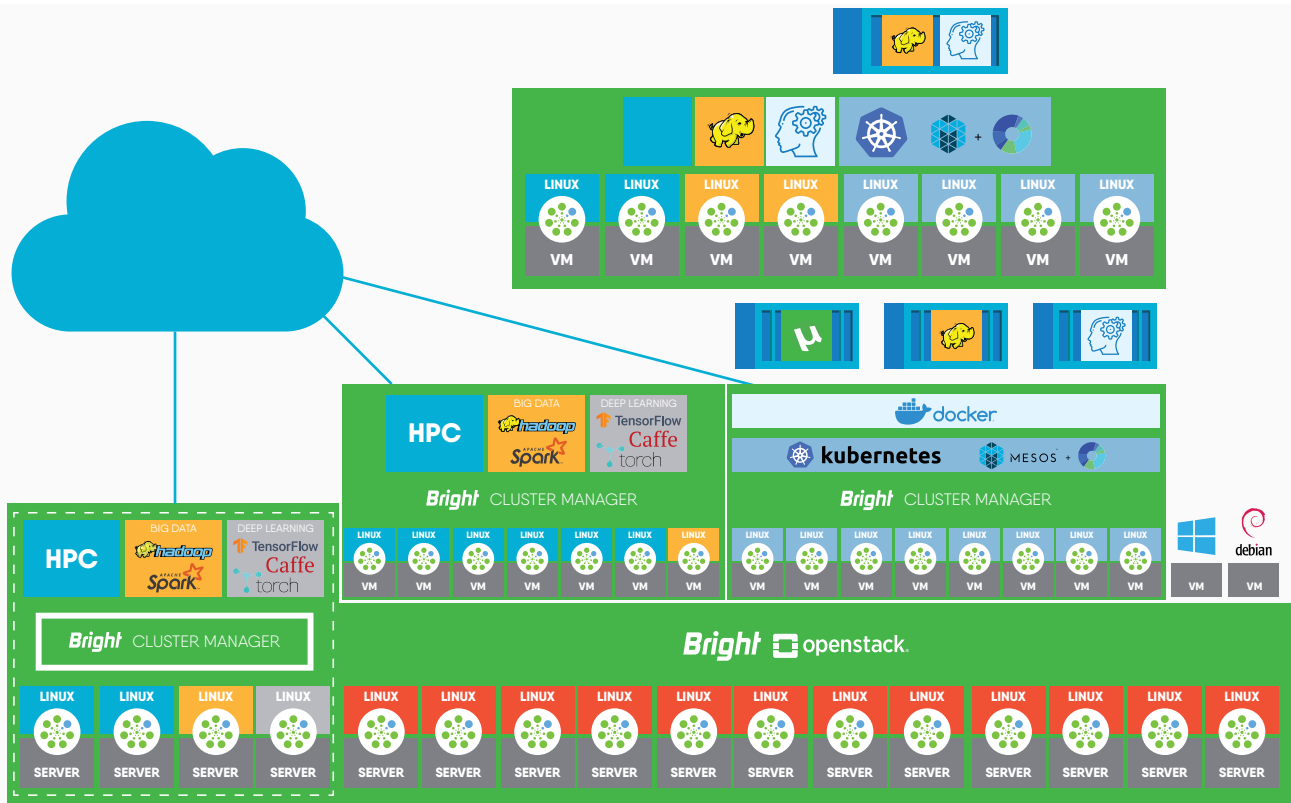 LINUX LINUX LINUX LINUX LINUX LINUX LINUX LINUX
+
VM VM VM VM VM VM VM VM
µ
HPC
BIG DATA
hadoop
APACHE
Spark
DEEP LEARNING
TensorFlow
Caffe
torch
Bright CLUSTER MANAGER
LINUX LINUX LINUX LINUX LINUX LINUX LINUX
VM VM VM VM VM VM VM
docker
kubernetes MESOS +
Bright CLUSTER MANAGER
LINUX LINUX LINUX LINUX LINUX LINUX LINUX LINUX
VM VM VM VM VM VM VM VM
debian
VM VM
HPC
BIG DATA
hadoop
APACHE
Spark
DEEP LEARNING
TensorFlow
Caffe
torch
Bright CLUSTER MANAGER
LINUX LINUX LINUX LINUX
SERVER SERVER SERVER SERVER
Bright openstack
LINUX LINUX LINUX LINUX LINUX LINUX LINUX LINUX LINUX LINUX LINUX LINUX
SERVER SERVER SERVER SERVER SERVER SERVER SERVER SERVER SERVER SERVER SERVER SERVER